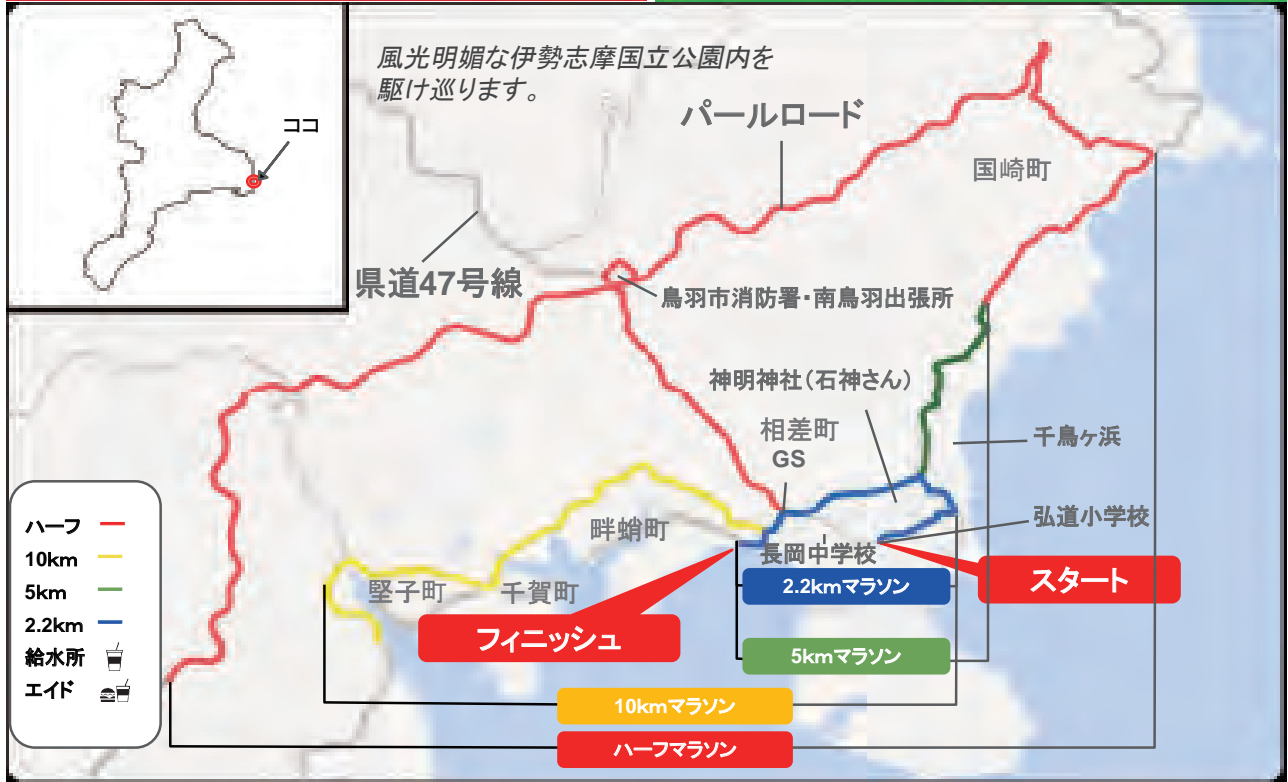 風光明媚な伊勢志摩国立公園内を
駆け巡ります。
ココ
パールロード
国崎町
県道47号線
鳥羽市消防署・南鳥羽出張所
神明神社(石神さん)
相差町
GS
千鳥ヶ浜
弘道小学校
畔蛸町
長岡中学校
スタート
2.2kmマラソン
堅子町
千賀町
フィニッシュ
5kmマラソン
10kmマラソン
ハーフマラソン
ハーフ
10km
5km
2.2km
給水所
エイド